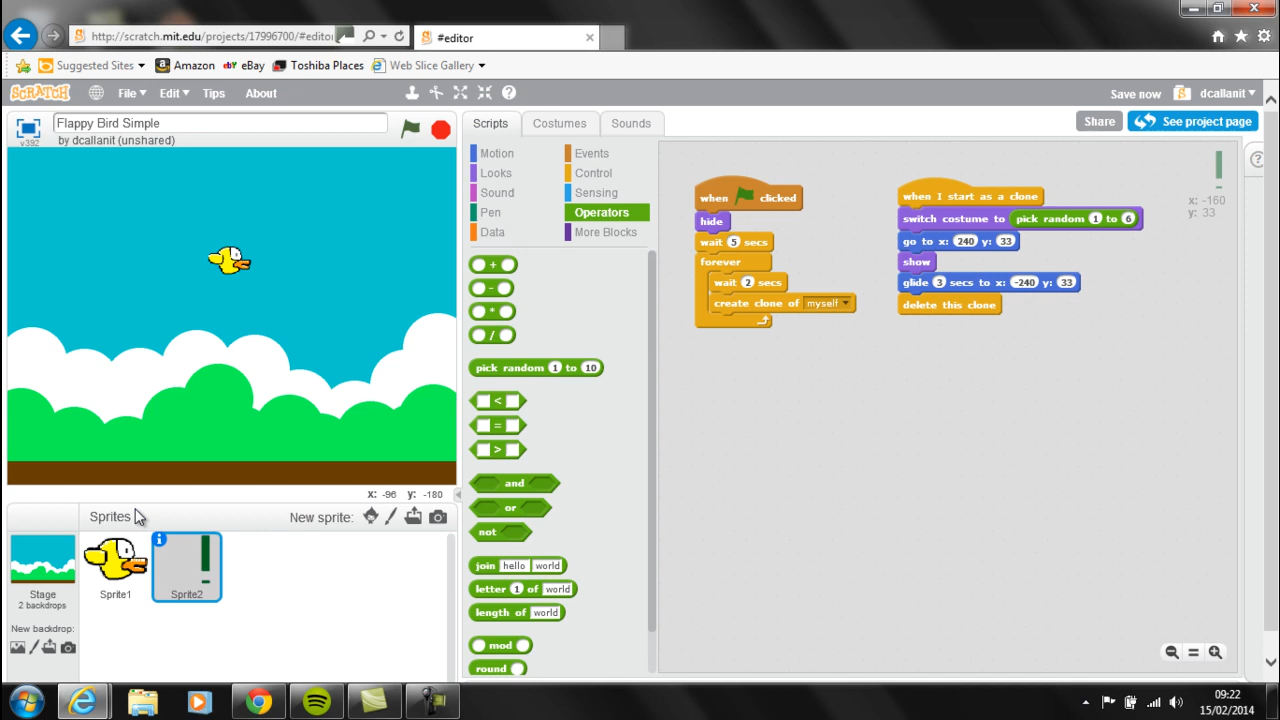 http://scratch.mit.edu/projects/17996700/#editor
#editor
Suggested Sites
Amazon
eBay
Toshiba Places
Web Slice Gallery
SCRATCH
File
Edit
Tips
About
Save now
dcallanit
Flappy Bird Simple
by dcallanit (unshared)
v392
Scripts
Costumes
Sounds
Share
See project page
Motion
Events
Looks
Control
Sound
Sensing
Pen
Operators
Data
More Blocks
+
-
*
/
pick random 1 to 10
<
=
>
and
or
not
join hello world
letter 1 of world
length of world
mod
round
when clicked
hide
wait 5 secs
forever
wait 2 secs
create clone of myself
when I start as a clone
switch costume to pick random 1 to 6
go to x: 240 y: 33
show
glide 3 secs to x: -240 y: 33
delete this clone
x: -160
y: 33
x: -96 y: -180
Sprites
New sprite:
Stage
2 backdrops
New backdrop:
Sprite1
Sprite2
09:22
15/02/2014